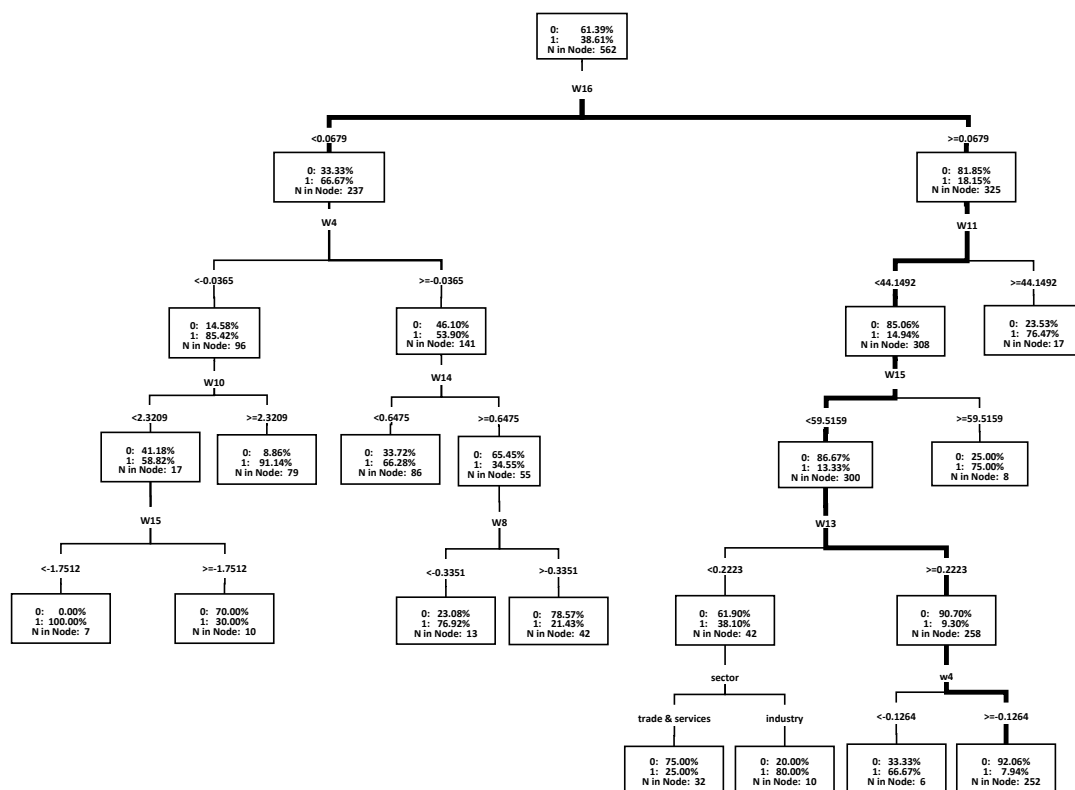 0: 61.39%
1: 38.61%
N in Node: 562
W16
<0.0679
>=0.0679
0: 33.33%
1: 66.67%
N in Node: 237
0: 81.85%
1: 18.15%
N in Node: 325
W4
W11
<-0.0365
>=-0.0365
<44.1492
>=44.1492
0: 14.58%
1: 85.42%
N in Node: 96
0: 46.10%
1: 53.90%
N in Node: 141
0: 85.06%
1: 14.94%
N in Node: 308
0: 23.53%
1: 76.47%
N in Node: 17
W10
W14
W15
<2.3209
>=2.3209
<0.6475
>=0.6475
<59.5159
>=59.5159
0: 41.18%
1: 58.82%
N in Node: 17
0: 8.86%
1: 91.14%
N in Node: 79
0: 33.72%
1: 66.28%
N in Node: 86
0: 65.45%
1: 34.55%
N in Node: 55
0: 86.67%
1: 13.33%
N in Node: 300
0: 25.00%
1: 75.00%
N in Node: 8
W15
W8
W13
<-1.7512
>=-1.7512
<-0.3351
>-0.3351
<0.2223
>=0.2223
0: 0.00%
1: 100.00%
N in Node: 7
0: 70.00%
1: 30.00%
N in Node: 10
0: 23.08%
1: 76.92%
N in Node: 13
0: 78.57%
1: 21.43%
N in Node: 42
0: 61.90%
1: 38.10%
N in Node: 42
0: 90.70%
1: 9.30%
N in Node: 258
sector
w4
trade & services
industry
<-0.1264
>=-0.1264
0: 75.00%
1: 25.00%
N in Node: 32
0: 20.00%
1: 80.00%
N in Node: 10
0: 33.33%
1: 66.67%
N in Node: 6
0: 92.06%
1: 7.94%
N in Node: 252